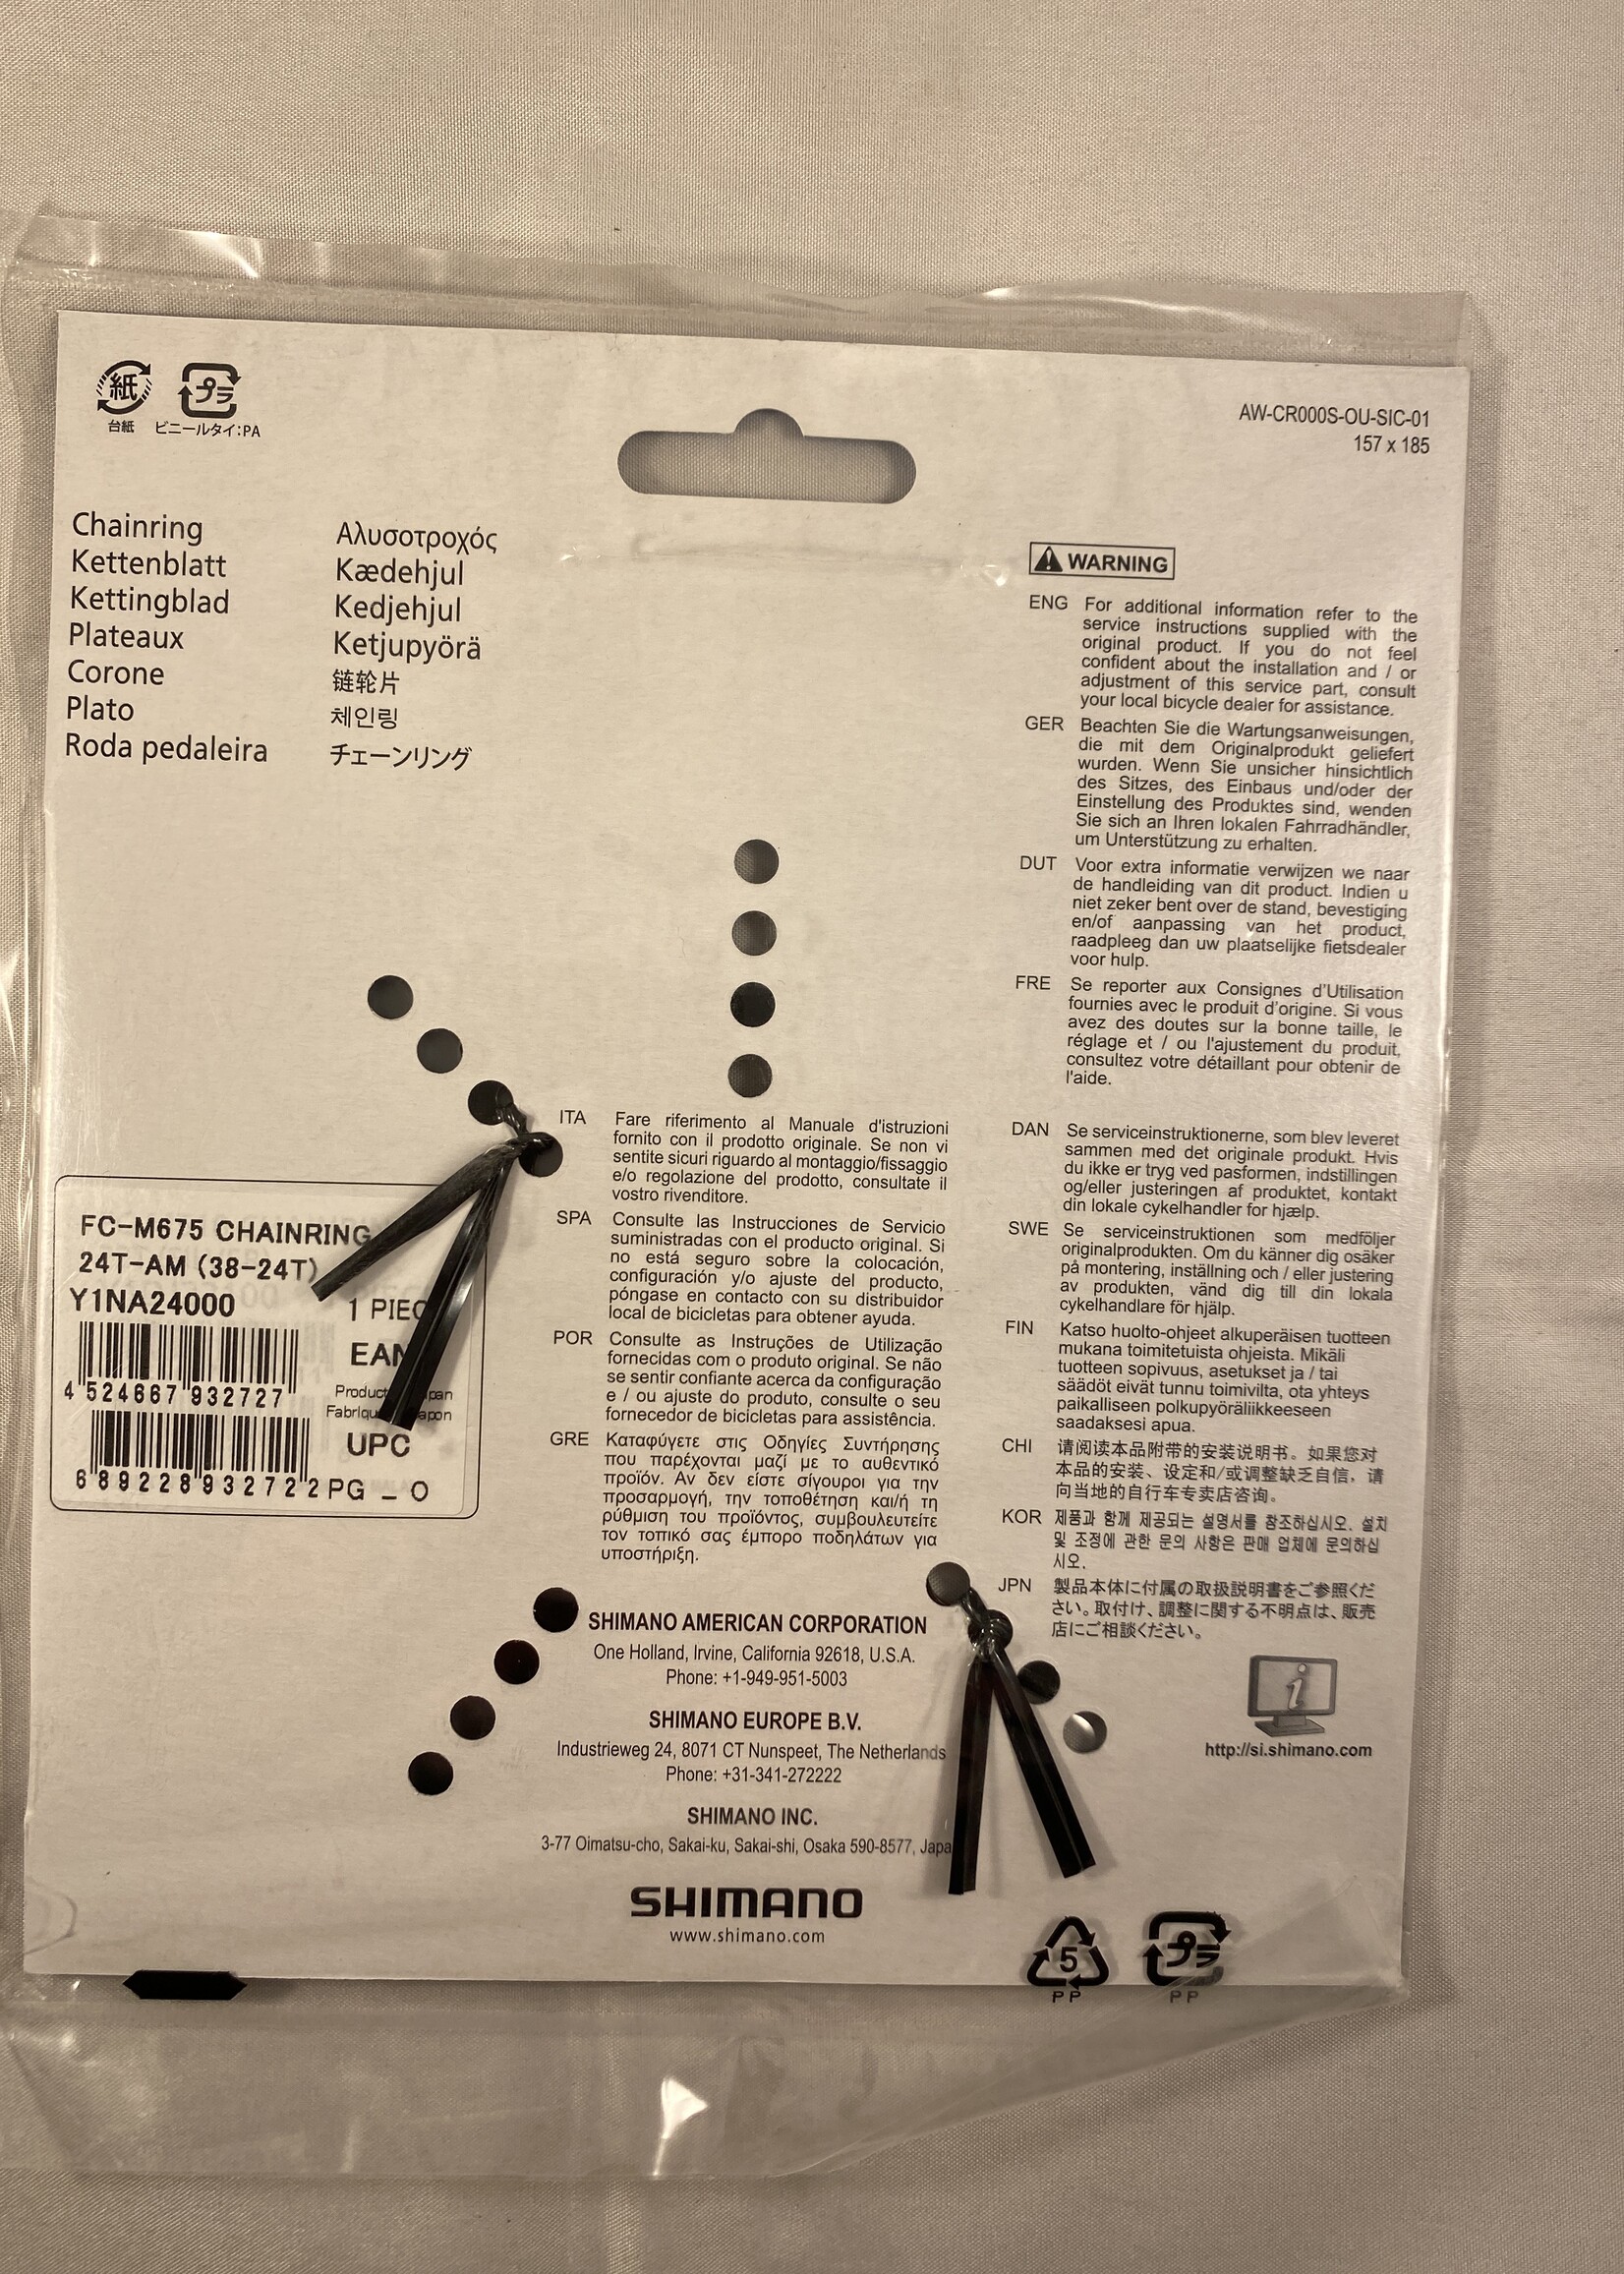 紙
台紙
プラ
ビニールタイ:PA
AW-CR000S-OU-SIC-01
157 x 185
Chainring
Kettenblatt
Kettingblad
Plateaux
Corone
Plato
Roda pedaleira
Αλυσοτροχός
Kædehjul
Kedjehjul
Ketjupyörä
链轮片
체인링
チェーンリング
WARNING
ENG For additional information refer to the
service instructions supplied with the
original product. If you do not feel
confident about the installation and / or
adjustment of this service part, consult
your local bicycle dealer for assistance.
GER Beachten Sie die Wartungsanweisungen,
die mit dem Originalprodukt geliefert
wurden. Wenn Sie unsicher hinsichtlich
des Sitzes, des Einbaus und/oder der
Einstellung des Produktes sind, wenden
Sie sich an Ihren lokalen Fahrradhändler,
um Unterstützung zu erhalten.
DUT Voor extra informatie verwijzen we naar
de handleiding van dit product. Indien u
niet zeker bent over de stand, bevestiging
en/of aanpassing van het product,
raadpleeg dan uw plaatselijke fietsdealer
voor hulp.
FRE Se reporter aux Consignes d'Utilisation
fournies avec le produit d'origine. Si vous
avez des doutes sur la bonne taille, le
réglage et / ou l'ajustement du produit,
consultez votre détaillant pour obtenir de
l'aide.
ITA Fare riferimento al Manuale d'istruzioni
fornito con il prodotto originale. Se non vi
sentite sicuri riguardo al montaggio/fissaggio
e/o regolazione del prodotto, consultate il
vostro rivenditore.
SPA Consulte las Instrucciones de Servicio
suministradas con el producto original. Si
no está seguro sobre la colocación,
configuración y/o ajuste del producto,
póngase en contacto con su distribuidor
local de bicicletas para obtener ayuda.
POR Consulte as Instruções de Utilização
fornecidas com o produto original. Se não
se sentir confiante acerca da configuração
e / ou ajuste do produto, consulte o seu
fornecedor de bicicletas para assistência.
GRE Καταφύγετε στις Οδηγίες Συντήρησης
που παρέχονται μαζί με το αυθεντικό
προϊόν. Αν δεν είστε σίγουροι για την
προσαρμογή, την τοποθέτηση και/ή τη
ρύθμιση του προϊόντος, συμβουλευτείτε
τον τοπικό σας έμπορο ποδηλάτων για
υποστήριξη.
DAN Se serviceinstruktionerne, som blev leveret
sammen med det originale produkt. Hvis
du ikke er tryg ved pasformen, indstillingen
og/eller justeringen af produktet, kontakt
din lokale cykelhandler for hjælp.
SWE Se serviceinstruktionen som medföljer
originalprodukten. Om du känner dig osäker
på montering, inställning och / eller justering
av produkten, vänd dig till din lokala
cykelhandlare för hjälp.
FIN Katso huolto-ohjeet alkuperäisen tuotteen
mukana toimitetuista ohjeista. Mikäli
tuotteen sopivuus, asetukset ja / tai
säädöt eivät tunnu toimivilta, ota yhteys
paikalliseen polkupyöräliikkeeseen
saadaksesi apua.
CHI 请阅读本品附带的安装说明书。如果您对
本品的安装、设定和/或调整缺乏自信，请
向当地的自行车专卖店咨询。
KOR 제품과 함께 제공되는 설명서를 참조하십시오. 설치
및 조정에 관한 문의 사항은 판매 업체에 문의하십
시오.
JPN 製品本体に付属の取扱説明書をご参照くだ
さい。取付け、調整に関する不明点は、販売
店にご相談ください。
http://si.shimano.com
FC-M675 CHAINRING
24T-AM (38-24T)
Y1NA24000
1 PIEC
EAN
4 524667 932727
UPC
6 89228 93272 2
PG _ O
SHIMANO AMERICAN CORPORATION
One Holland, Irvine, California 92618, U.S.A.
Phone: +1-949-951-5003
SHIMANO EUROPE B.V.
Industrieweg 24, 8071 CT Nunspeet, The Netherlands
Phone: +31-341-272222
SHIMANO INC.
3-77 Oimatsu-cho, Sakai-ku, Sakai-shi, Osaka 590-8577, Japa
SHIMANO
www.shimano.com
5
PP
プラ
PP